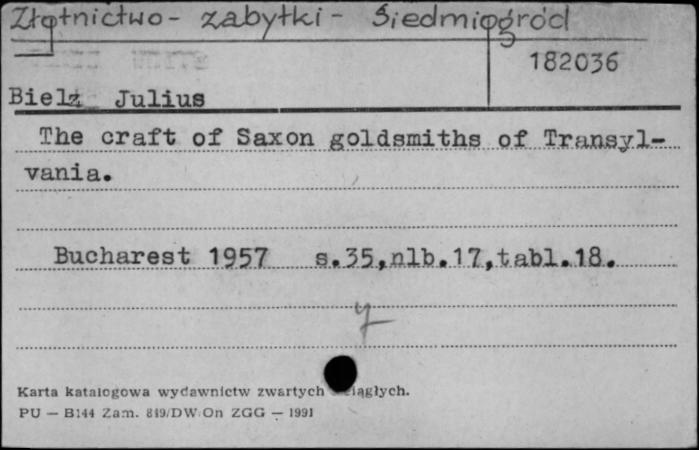 Złotnictwo - zabytki - Siedmiogród
182036
Bielz Julius
The craft of Saxon goldsmiths of Transyl-
vania.
Bucharest 1957 s.35,nlb.17,tabl.18.
Karta katalogowa wydawnictw zwartych ciągłych.
PU — B144 Zam. 849/DW/On ZGG — 1991